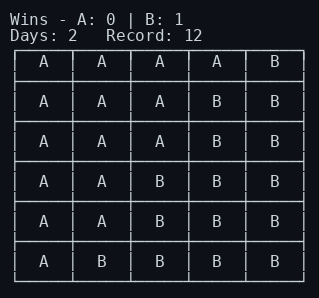 Wins - A: 0 | B: 1
Days: 2 Record: 12
A A A A B
A A A B B
A A A B B
A A B B B
A A B B B
A B B B B